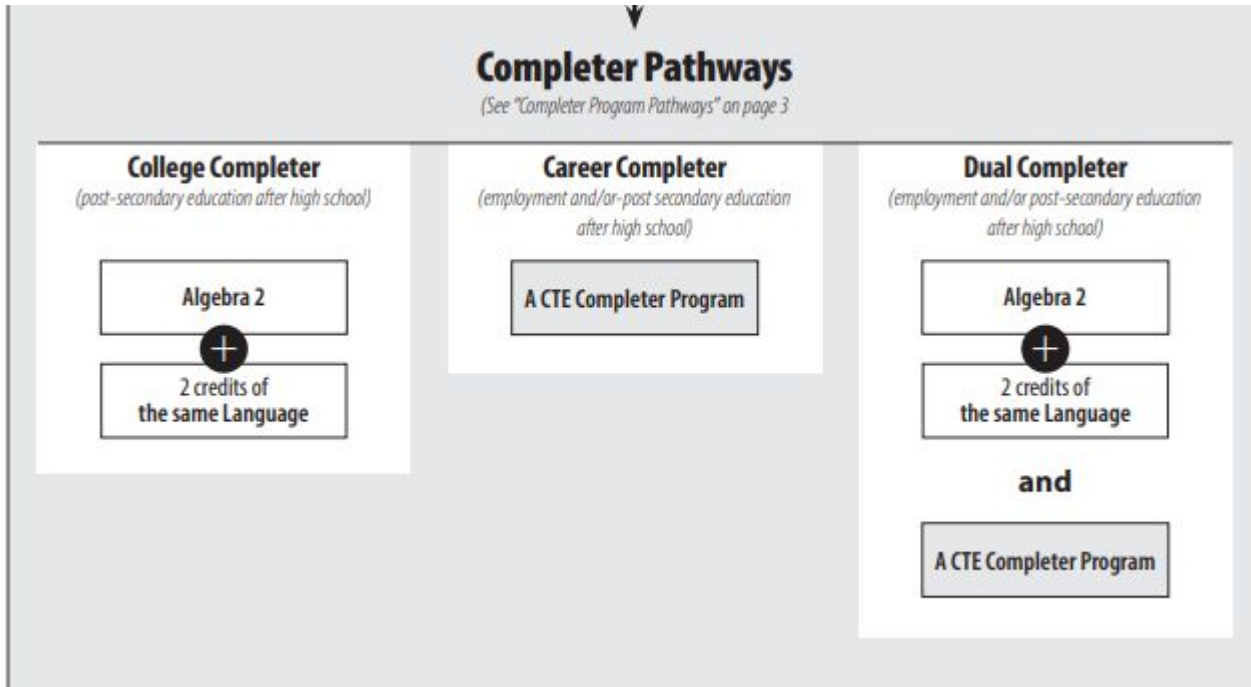 Completer Pathways
(See "Completer Program Pathways" on page 3
College Completer
(post-secondary education after high school)
Algebra 2
+
2 credits of
the same Language
Career Completer
(employment and/or-post secondary education
after high school)
A CTE Completer Program
Dual Completer
(employment and/or post-secondary education
after high school)
Algebra 2
+
2 credits of
the same Language
and
A CTE Completer Program